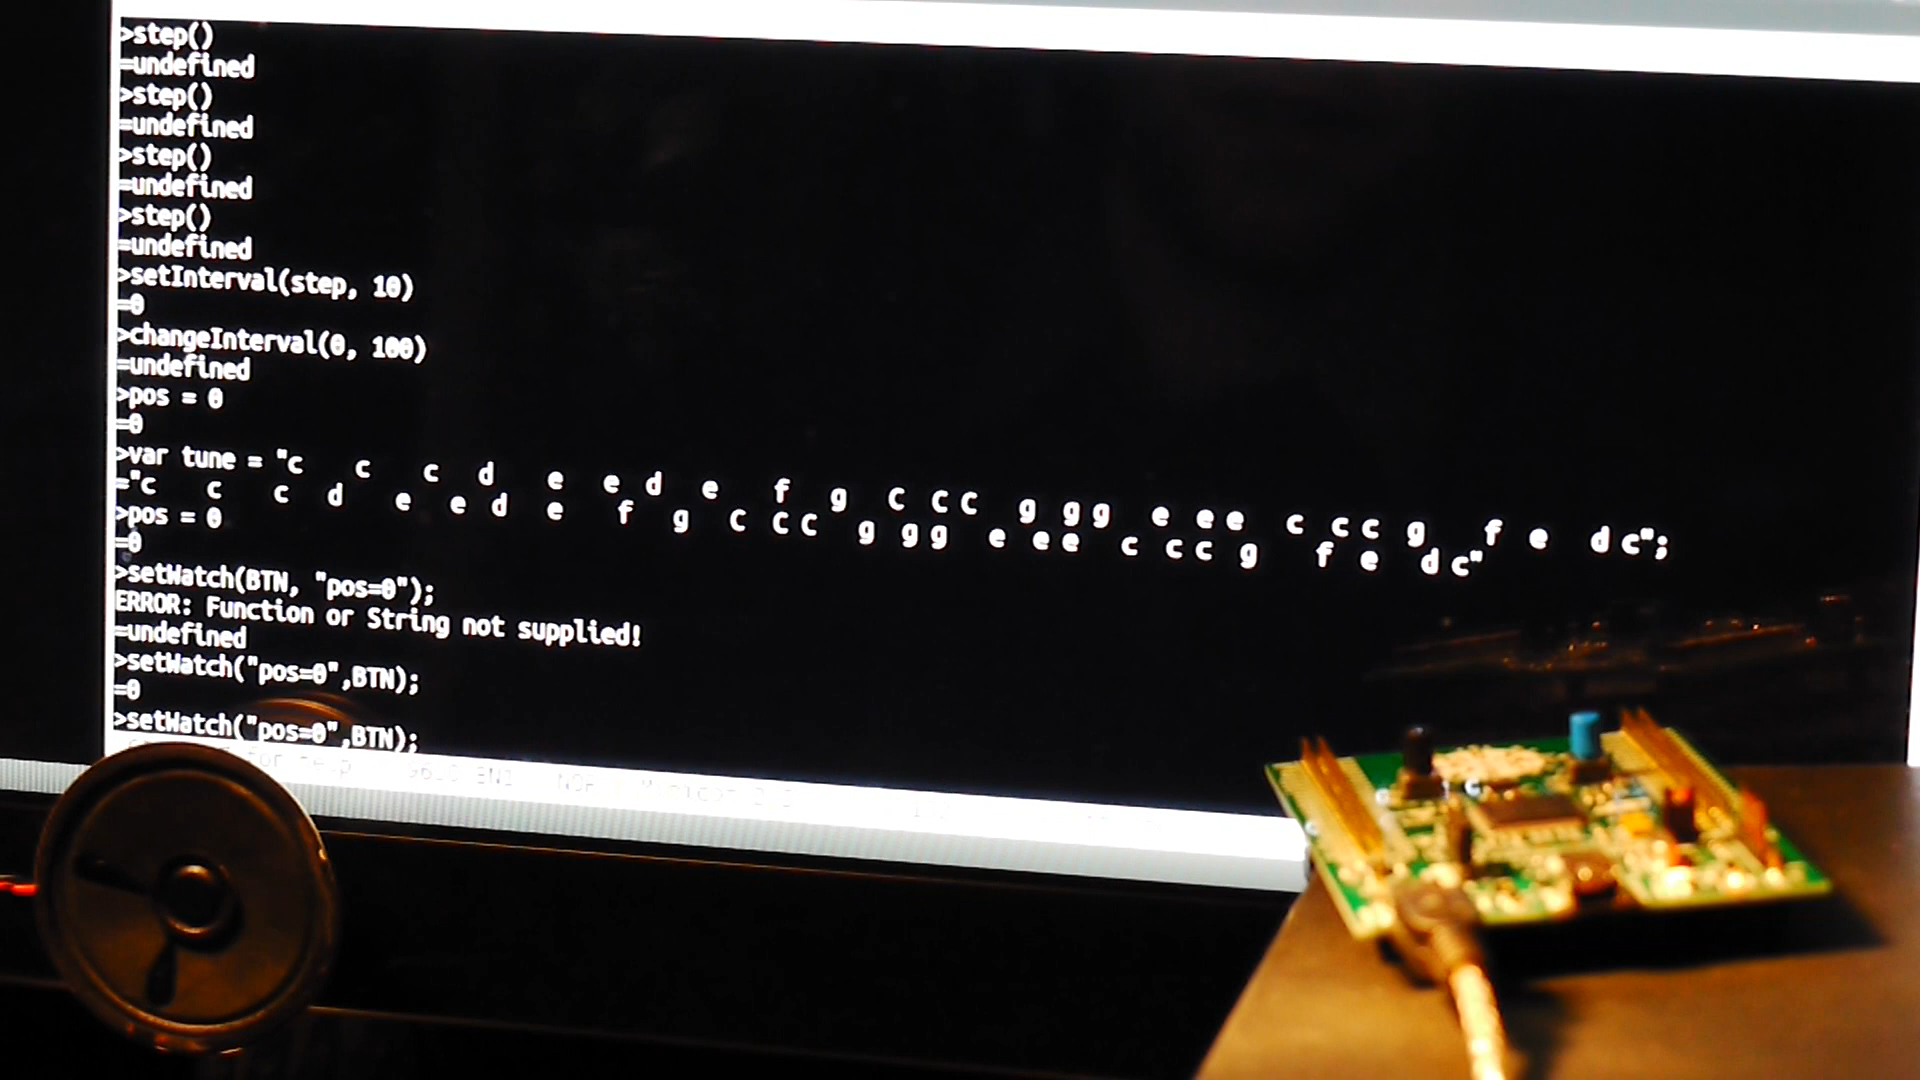 >step()
=undefined
>step()
=undefined
>step()
=undefined
>step()
=undefined
>setInterval(step, 10)
=0
>changeInterval(0, 100)
=undefined
>pos = 0
=0
>var tune = "c    c    c   d    e   e  d   e    f   g   c  c c   g  g g   e  e e   c  c c  g     f  e    d c";
="c    c    c   d    e   e  d   e    f   g   c  c c   g  g g   e  e e   c  c c  g     f  e    d c"
>pos = 0
=0
>setWatch(BTN, "pos=0");
ERROR: Function or String not supplied!
=undefined
>setWatch("pos=0",BTN);
=0
>setWatch("pos=0",BTN);
for help